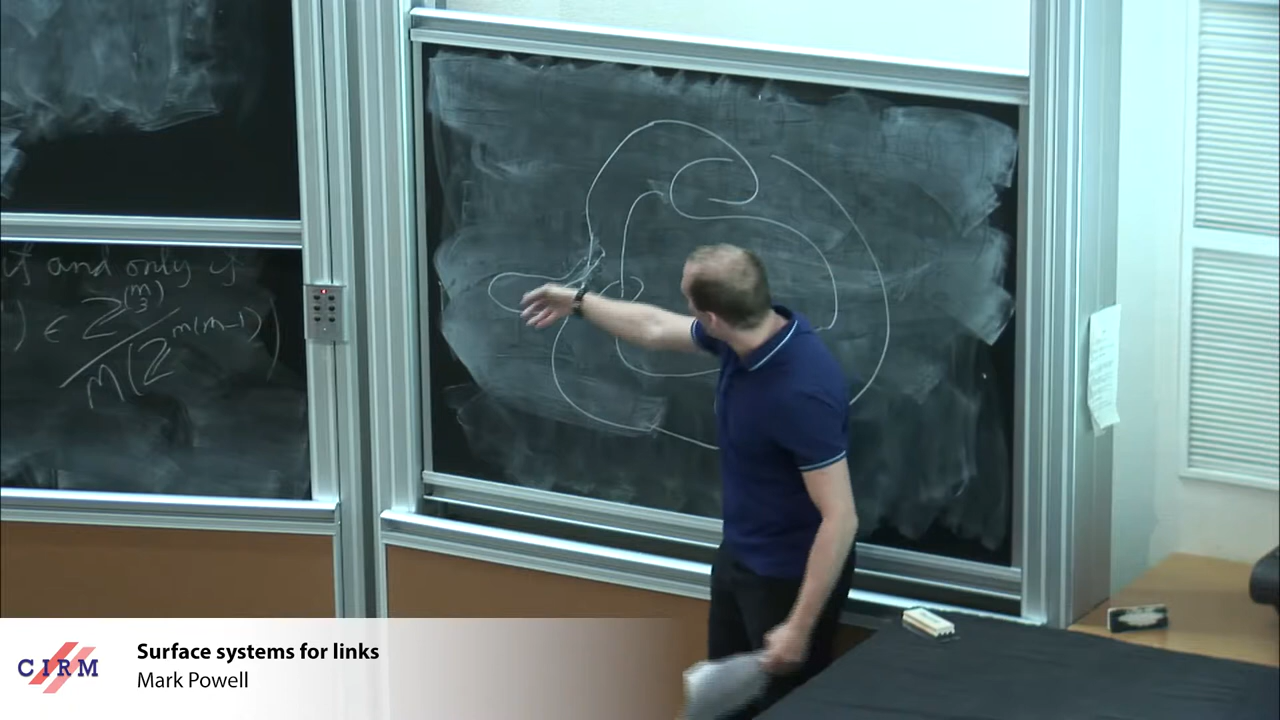 if and only if
) ∈ Z^(m choose 3) / M(Z^m(m-1))
CIRM
Surface systems for links
Mark Powell